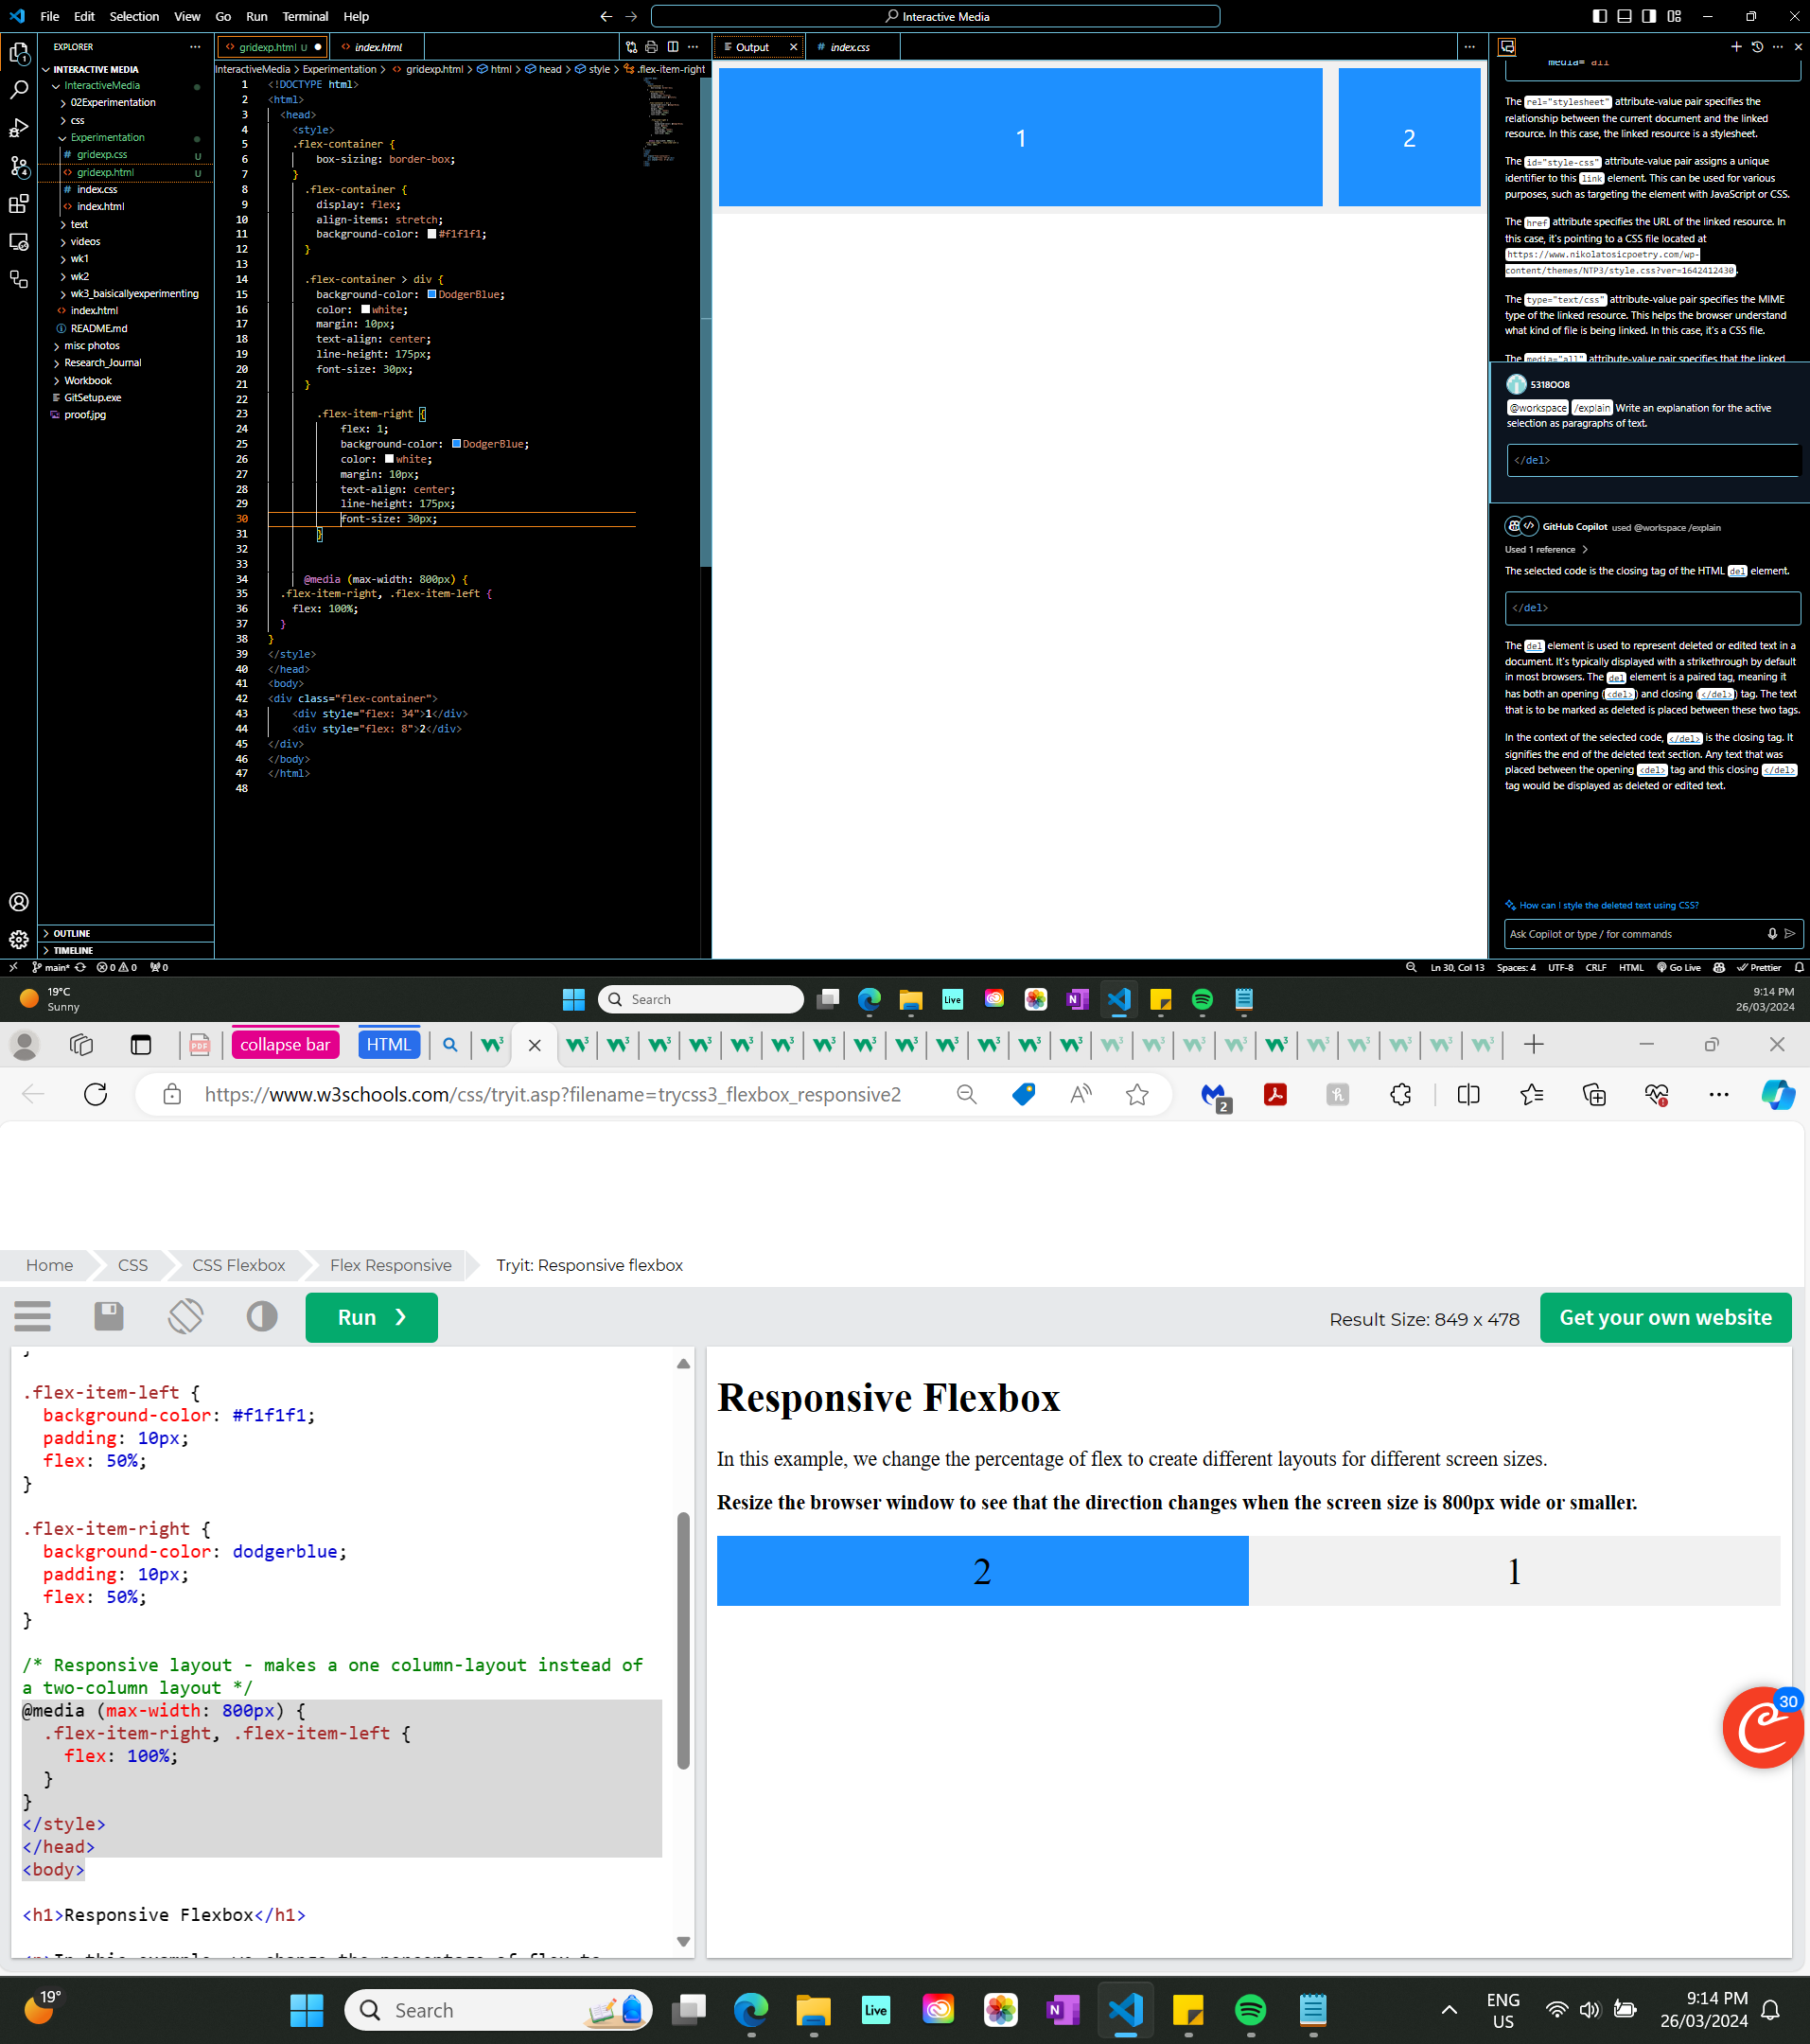 File Edit Selection View Go Run Terminal Help
Interactive Media
EXPLORER
INTERACTIVE MEDIA
InteractiveMedia
02Experimentation
css
Experimentation
gridexp.css U
gridexp.html U
index.css
index.html
text
videos
wk1
wk2
wk3_baisicallyexperimenting
index.html
README.md
misc photos
Research_Journal
Workbook
GitSetup.exe
proof.jpg
OUTLINE
TIMELINE
gridexp.html U
index.html
InteractiveMedia > Experimentation > gridexp.html > html > head > style > .flex-item-right
1 <!DOCTYPE html>
2 <html>
3 <head>
4 <style>
5 .flex-container {
6 box-sizing: border-box;
7 }
8 .flex-container {
9 display: flex;
10 align-items: stretch;
11 background-color: #f1f1f1;
12 }
13
14 .flex-container > div {
15 background-color: DodgerBlue;
16 color: white;
17 margin: 10px;
18 text-align: center;
19 line-height: 175px;
20 font-size: 30px;
21 }
22
23 .flex-item-right {
24 flex: 1;
25 background-color: DodgerBlue;
26 color: white;
27 margin: 10px;
28 text-align: center;
29 line-height: 175px;
30 font-size: 30px;
31 }
32
33
34 @media (max-width: 800px) {
35 .flex-item-right, .flex-item-left {
36 flex: 100%;
37 }
38 }
39 </style>
40 </head>
41 <body>
42 <div class="flex-container">
43 <div style="flex: 34">1</div>
44 <div style="flex: 8">2</div>
45 </div>
46 </body>
47 </html>
48
Output
index.css
1
2
media="all"
The rel="stylesheet" attribute-value pair specifies the
relationship between the current document and the linked
resource. In this case, the linked resource is a stylesheet.
The id="style-css" attribute-value pair assigns a unique
identifier to this link element. This can be used for various
purposes, such as targeting the element with JavaScript or CSS.
The href attribute specifies the URL of the linked resource. In
this case, it's pointing to a CSS file located at
https://www.nikolatosicpoetry.com/wp-
content/themes/NTP3/style.css?ver=1642412430.
The type="text/css" attribute-value pair specifies the MIME
type of the linked resource. This helps the browser understand
what kind of file is being linked. In this case, it's a CSS file.
The media="all" attribute-value pair specifies that the linked
5318OO8
@workspace /explain Write an explanation for the active
selection as paragraphs of text.
</del>
GitHub Copilot used @workspace /explain
Used 1 reference >
The selected code is the closing tag of the HTML del element.
</del>
The del element is used to represent deleted or edited text in a
document. It's typically displayed with a strikethrough by default
in most browsers. The del element is a paired tag, meaning it
has both an opening (<del>) and closing (</del>) tag. The text
that is to be marked as deleted is placed between these two tags.
In the context of the selected code, </del> is the closing tag. It
signifies the end of the deleted text section. Any text that was
placed between the opening <del> tag and this closing </del>
tag would be displayed as deleted or edited text.
How can I style the deleted text using CSS?
Ask Copilot or type / for commands
main* 0 0 0
Ln 30, Col 13 Spaces: 4 UTF-8 CRLF HTML Go Live Prettier
19°C
Sunny
Search
Live
9:14 PM
26/03/2024
collapse bar
HTML
https://www.w3schools.com/css/tryit.asp?filename=trycss3_flexbox_responsive2
2
Home CSS CSS Flexbox Flex Responsive Tryit: Responsive flexbox
Run ❯
Result Size: 849 x 478
Get your own website
}
.flex-item-left {
background-color: #f1f1f1;
padding: 10px;
flex: 50%;
}
.flex-item-right {
background-color: dodgerblue;
padding: 10px;
flex: 50%;
}
/* Responsive layout - makes a one column-layout instead of
a two-column layout */
@media (max-width: 800px) {
.flex-item-right, .flex-item-left {
flex: 100%;
}
}
</style>
</head>
<body>
<h1>Responsive Flexbox</h1>
<p>In this example, we change the percentage of flex to
Responsive Flexbox
In this example, we change the percentage of flex to create different layouts for different screen sizes.
Resize the browser window to see that the direction changes when the screen size is 800px wide or smaller.
2
1
30
19°
Search
Live
ENG
US
9:14 PM
26/03/2024